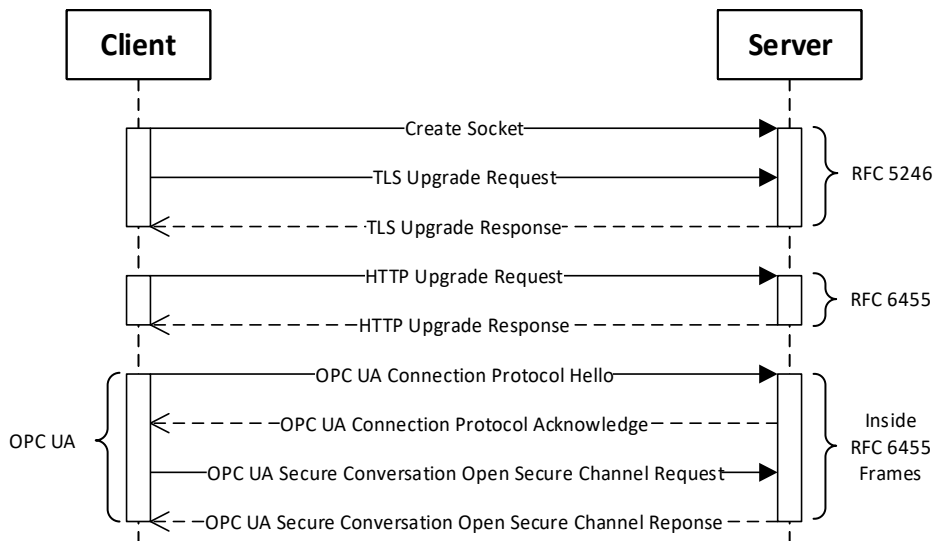 Client
Server
Create Socket
TLS Upgrade Request
RFC 5246
TLS Upgrade Response
HTTP Upgrade Request
RFC 6455
HTTP Upgrade Response
OPC UA Connection Protocol Hello
OPC UA Connection Protocol Acknowledge
OPC UA
Inside
RFC 6455
Frames
OPC UA Secure Conversation Open Secure Channel Request
OPC UA Secure Conversation Open Secure Channel Reponse